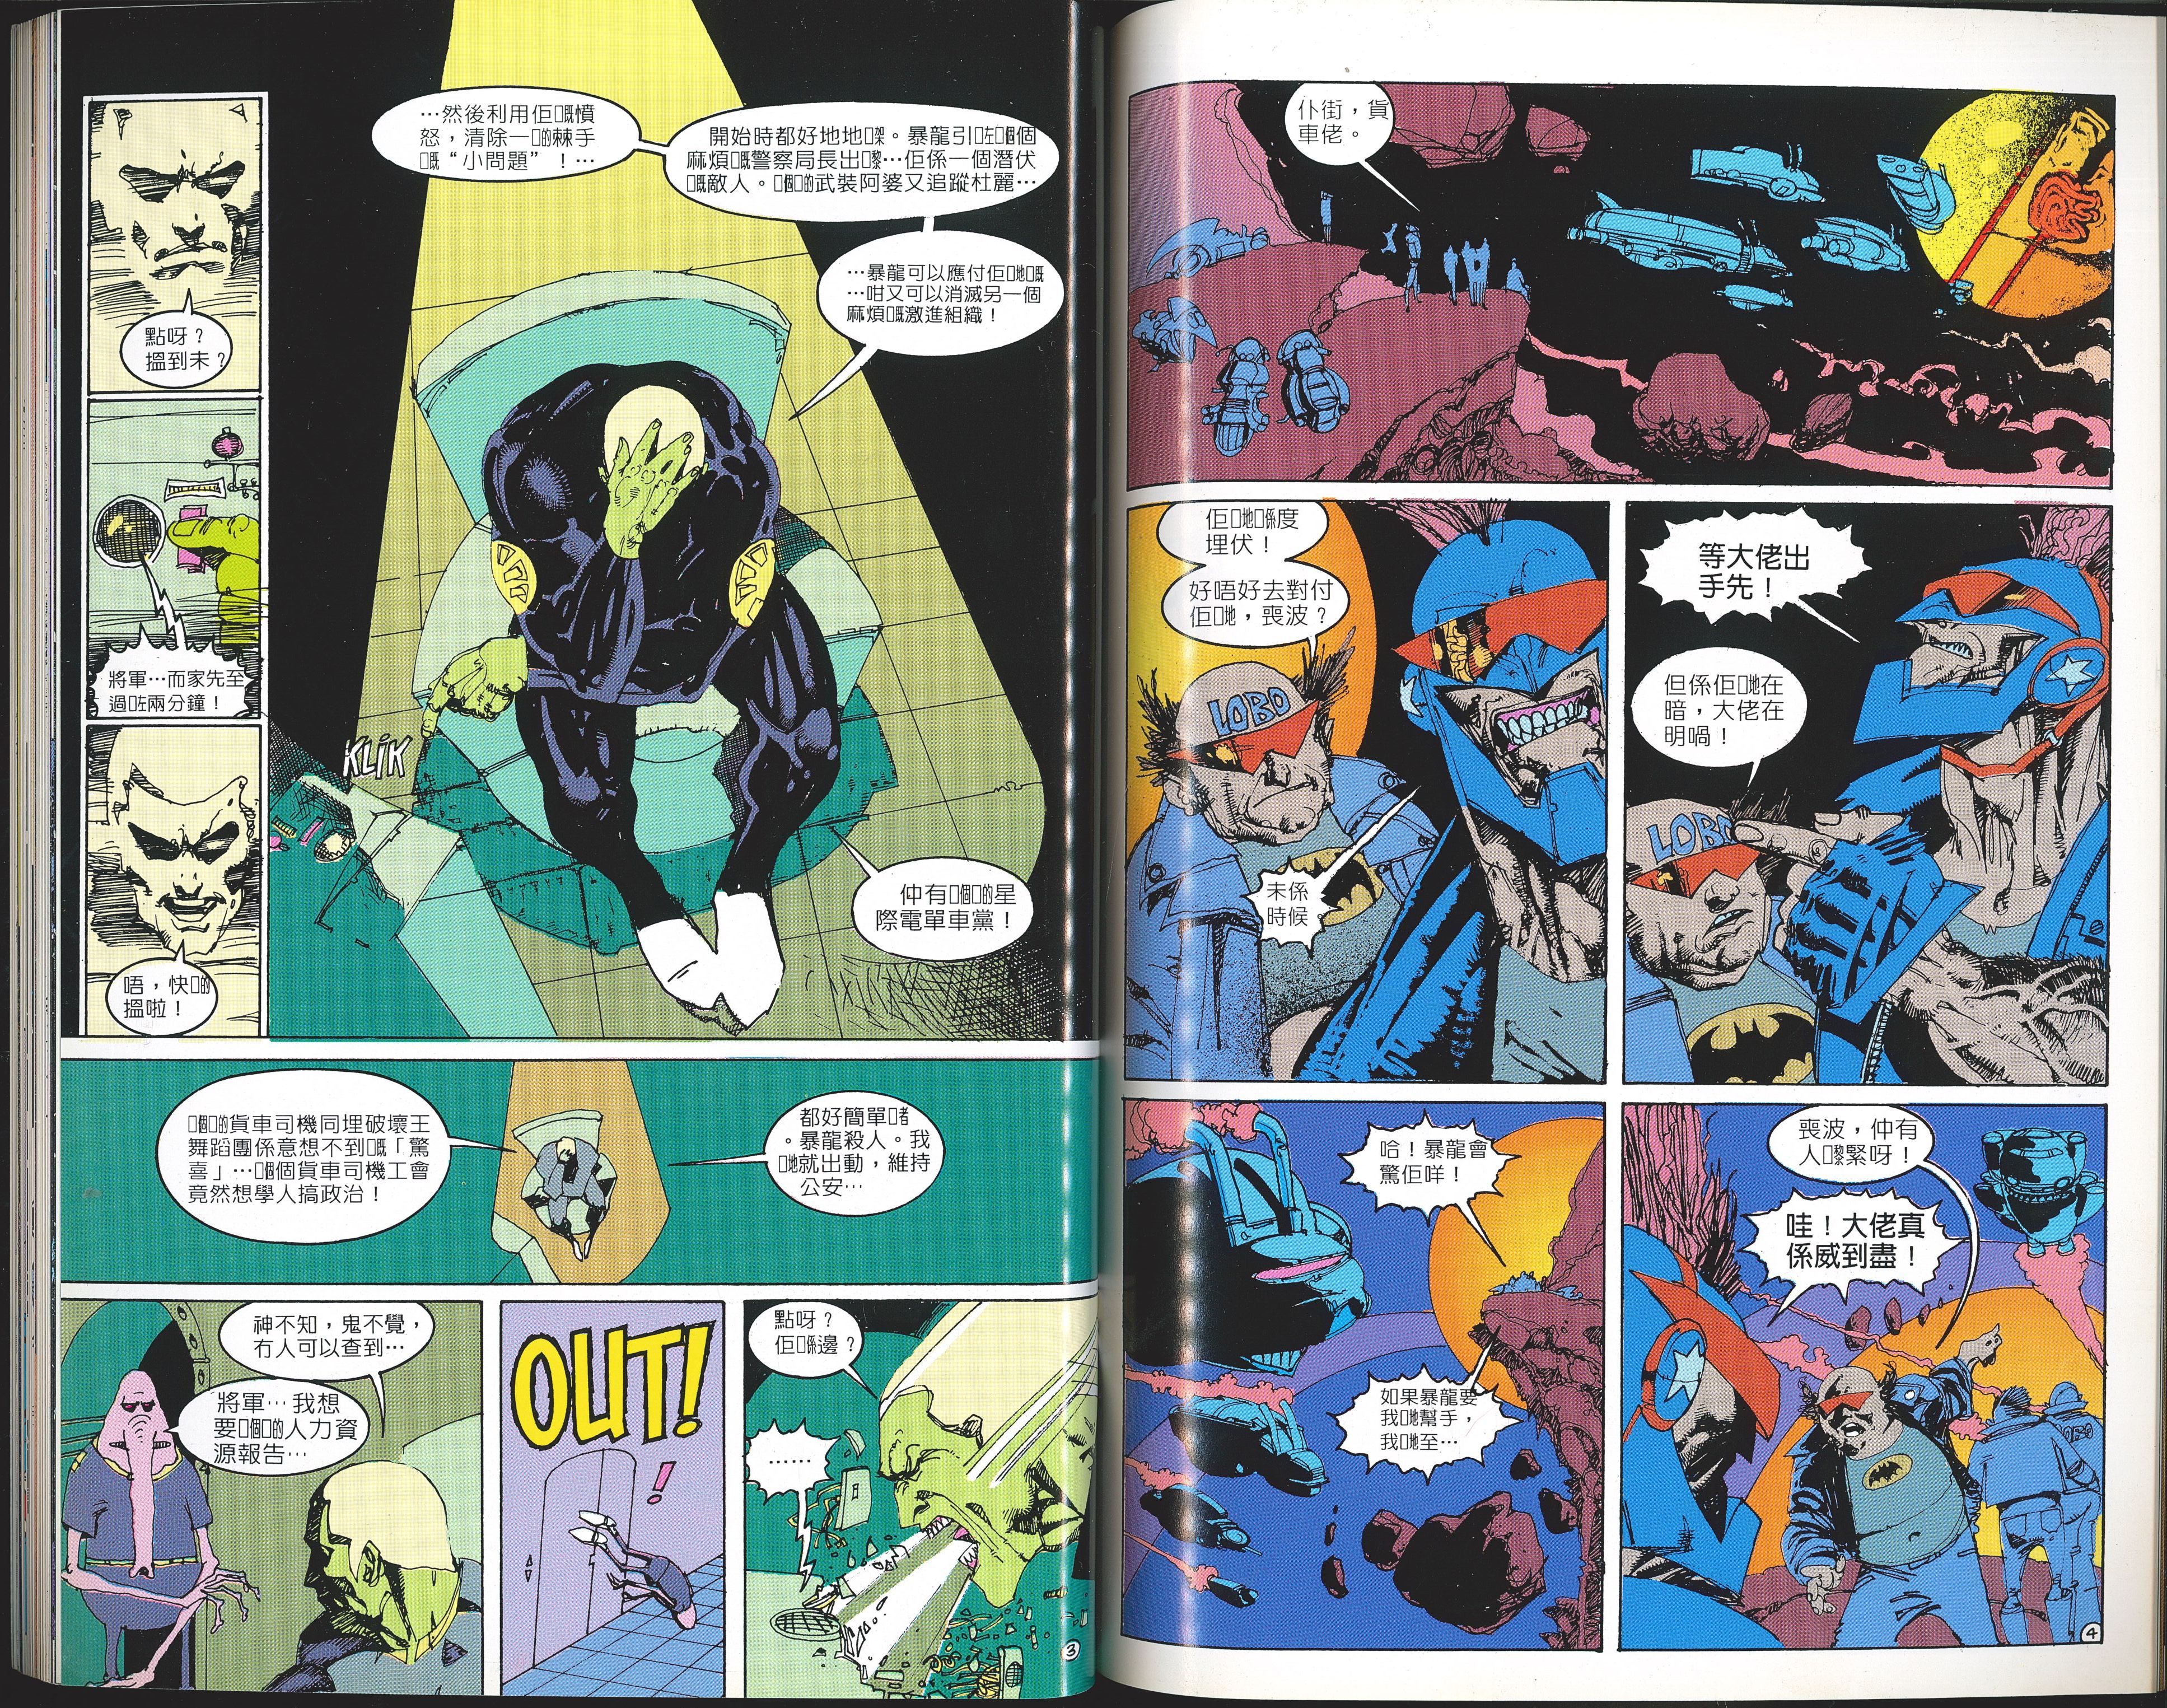 點呀？
搵到未？
將軍…而家先至
過咗兩分鐘！
唔，快啲
搵啦！
…然後利用佢嘅憤
怒，清除一啲棘手
嘅“小問題”！…
開始時都好地地㗎。暴龍引咗嗰個
麻煩嘅警察局長出嚟…佢係一個潛伏
嘅敵人。嗰啲武裝阿婆又追蹤杜麗…
…暴龍可以應付佢哋嘅
…咁又可以消滅另一個
麻煩嘅激進組織！
KLIK
仲有嗰啲星
際電單車黨！
嗰啲貨車司機同埋破壞王
舞蹈團係意想不到嘅「驚
喜」…嗰個貨車司機工會
竟然想學人搞政治！
都好簡單啫
。暴龍殺人。我
哋就出動，維持
公安…
神不知，鬼不覺，
冇人可以查到…
將軍…我想
要嗰啲人力資
源報告…
OUT!
!
點呀？
佢喺邊？
……
3
仆街，貨
車佬。
佢哋喺度
埋伏！
好唔好去對付
佢哋，喪波？
LOBO
未係
時候。
等大佬出
手先！
但係佢哋在
暗，大佬在
明喎！
LOBO
哈！暴龍會
驚佢咩！
如果暴龍要
我哋幫手，
我哋至…
喪波，仲有
人嚟緊呀！
哇！大佬真
係威到盡！
4